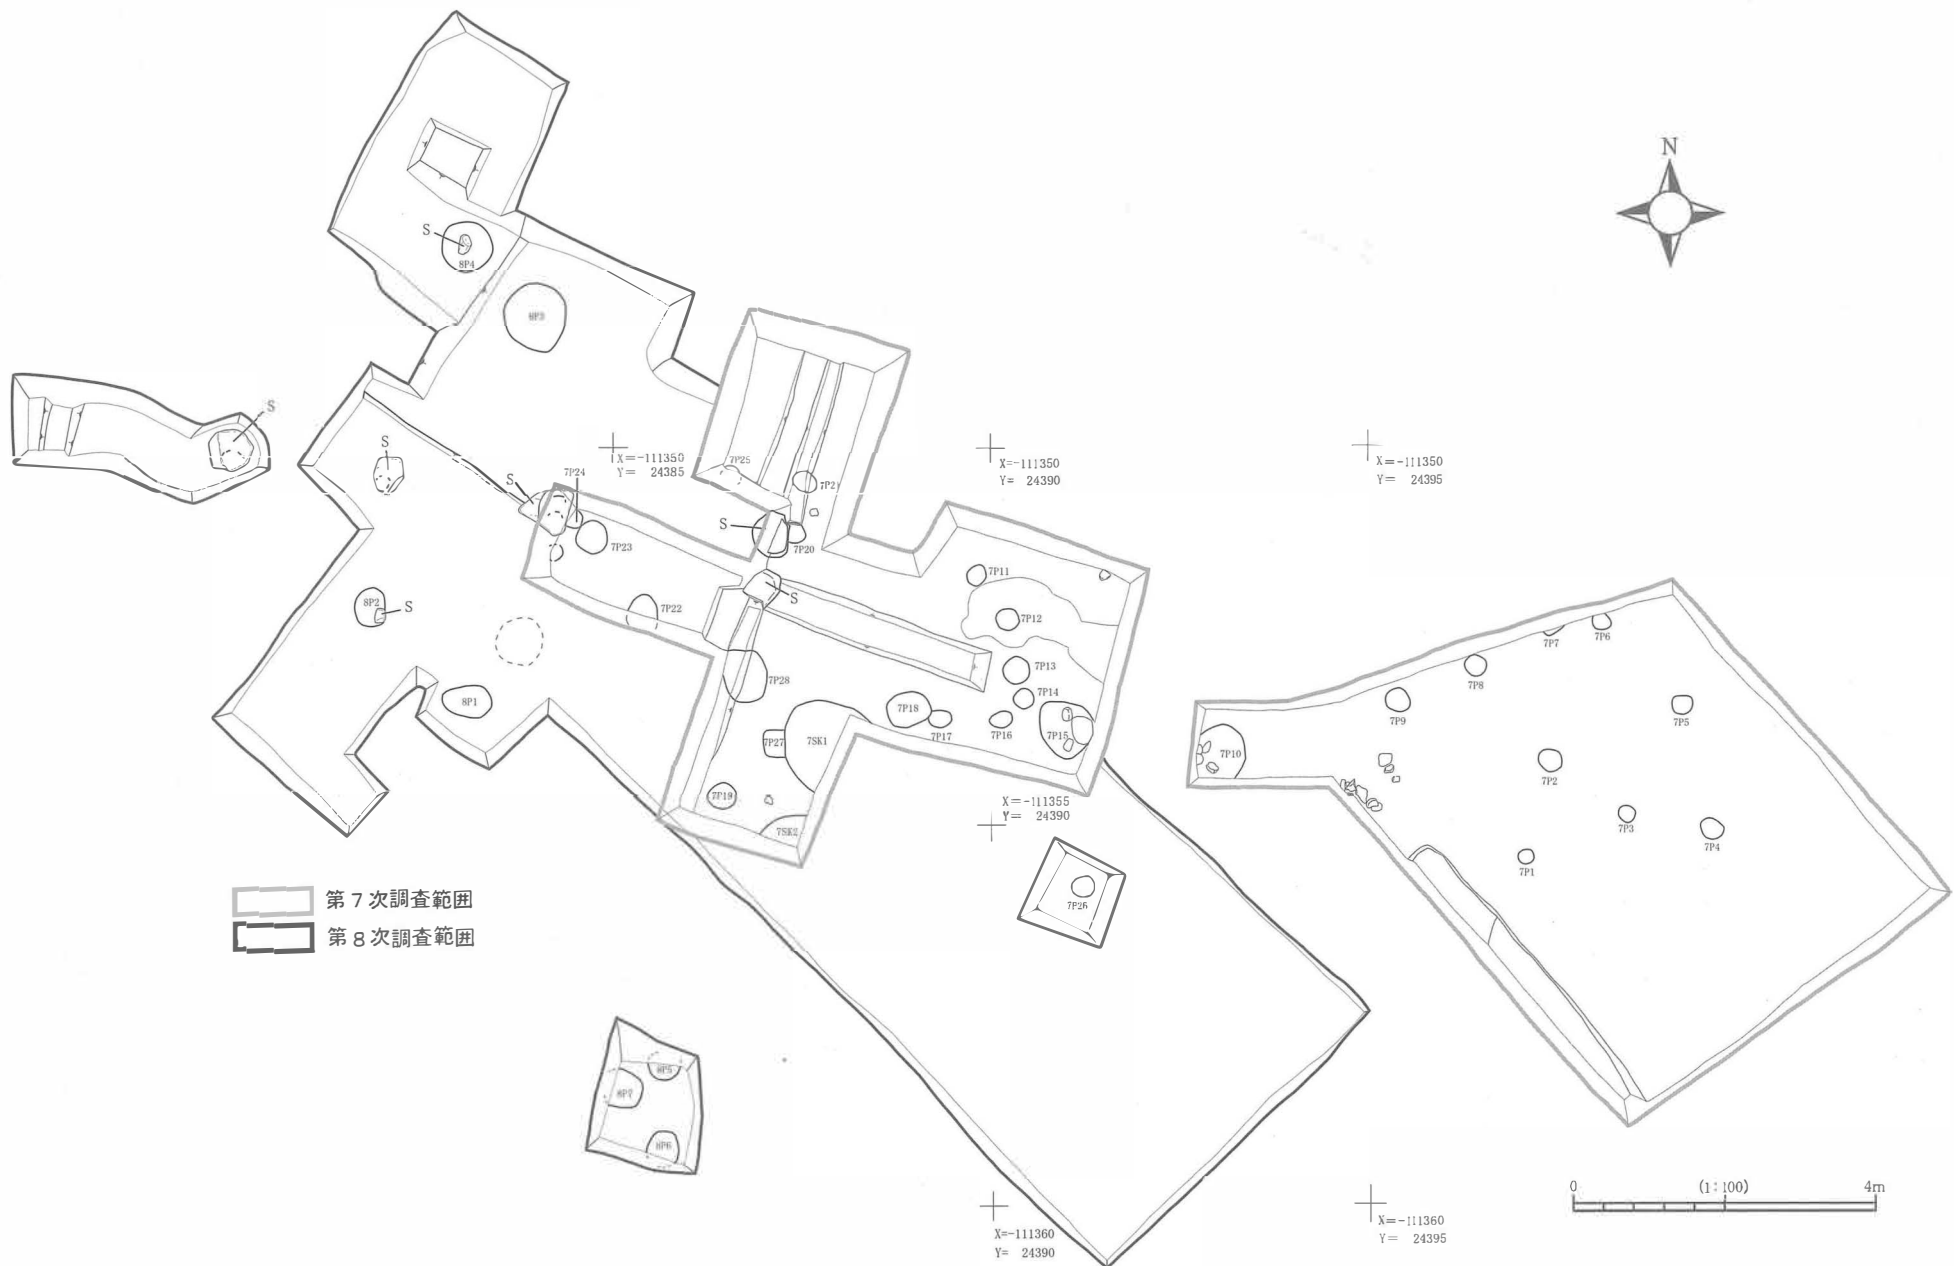 N
S
8P4
8P3
S
S
X=-111350
Y= 24385
X=-111350
Y= 24390
X=-111350
Y= 24395
7P25
7P24
S
7P2
S
7P20
7P23
7P11
S
8P2
S
7P22
7P12
7P7
7P6
7P13
7P8
7P28
7P14
8P1
7P18
7P17
7P16
7P15
7P9
7P5
7P27
7SK1
7P10
7P2
7P19
X=-111355
Y= 24390
7SK2
7P3
7P4
7P1
第7次調査範囲
7P26
第8次調査範囲
8P5
8P7
8P6
0 (1:100) 4m
X=-111360
Y= 24390
X=-111360
Y= 24395